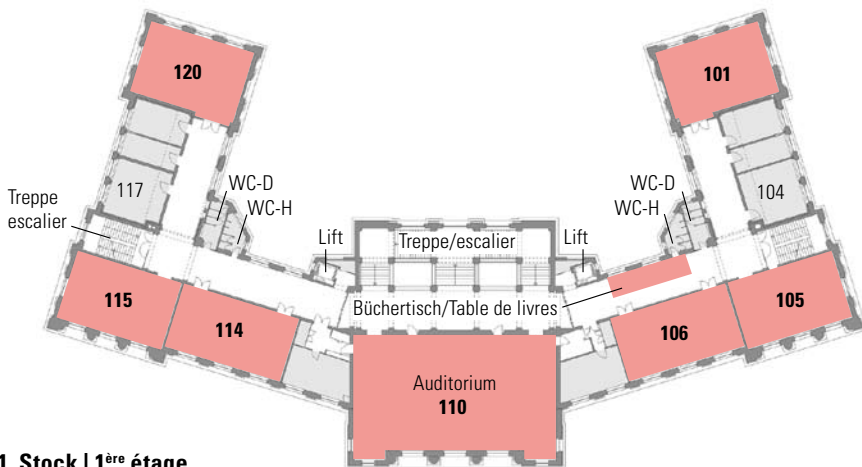 120
101
117
WC-D
WC-H
WC-D
WC-H
104
Treppe
escalier
Lift
Treppe/escalier
Lift
115
114
Büchertisch/Table de livres
106
105
Auditorium
110
1. Stock | 1ère étage